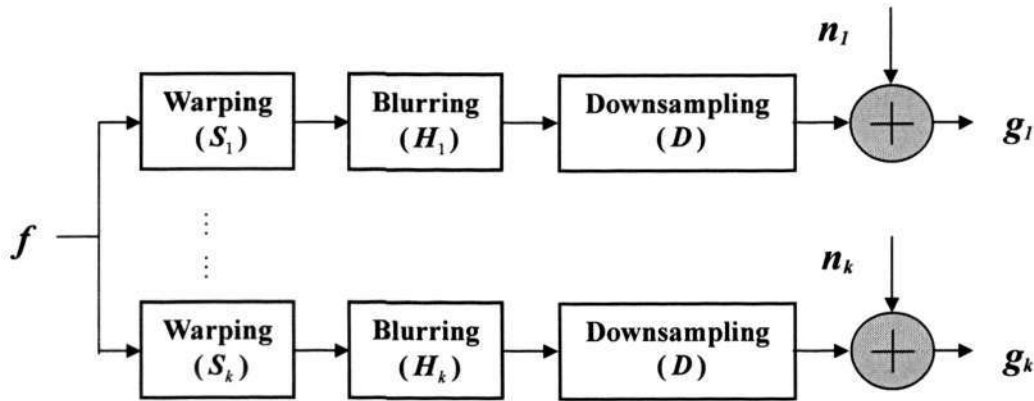 n₁
Warping
(S₁)
Blurring
(H₁)
Downsampling
(D)
+
g₁
f
nₖ
Warping
(Sₖ)
Blurring
(Hₖ)
Downsampling
(D)
+
gₖ